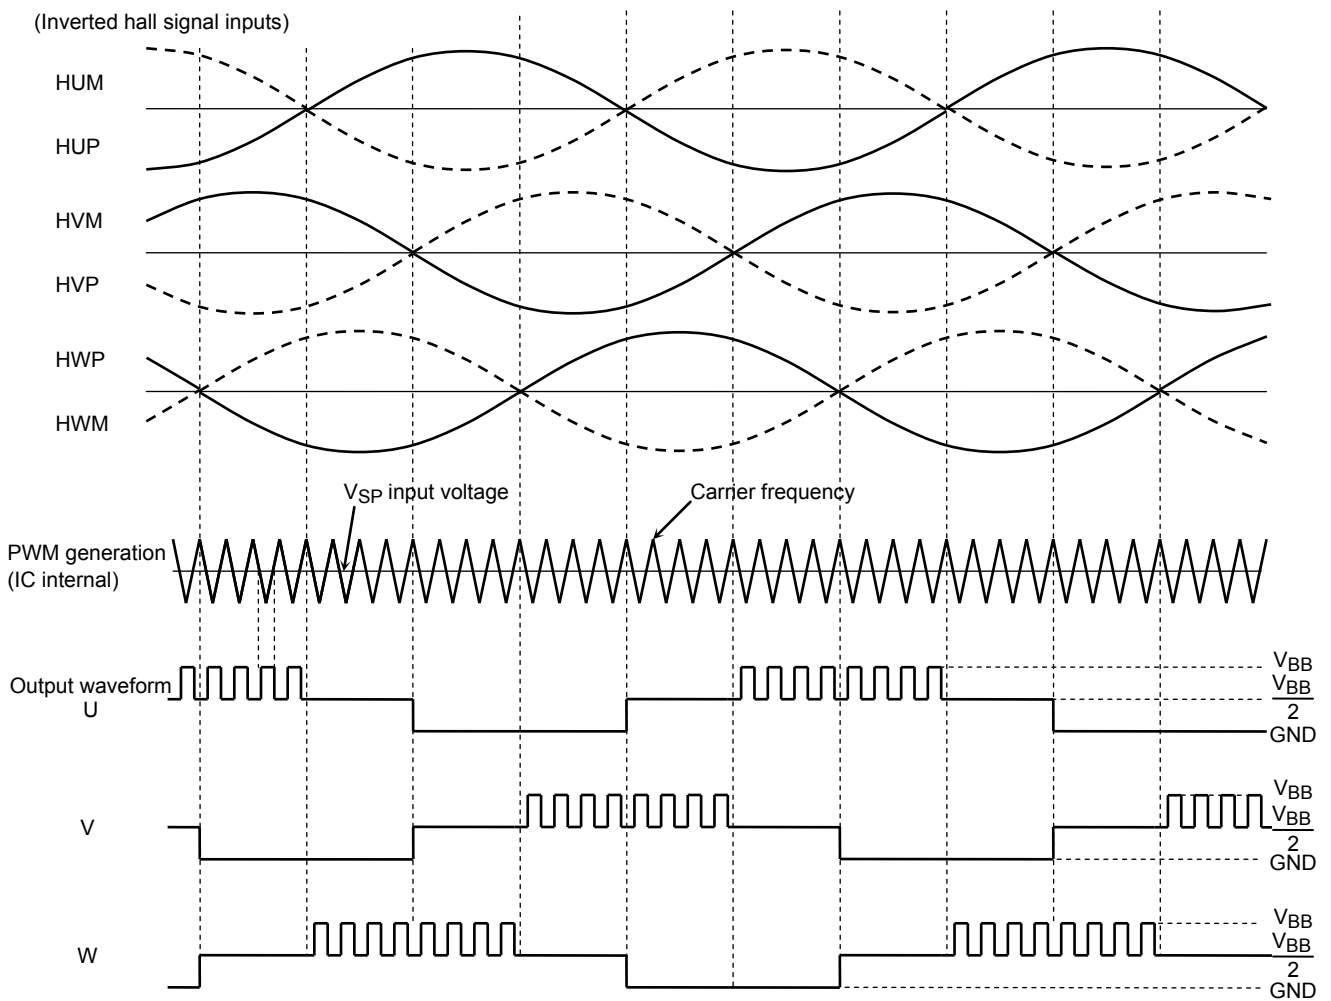 (Inverted hall signal inputs)
HUM
HUP
HVM
HVP
HWP
HWM
VSP input voltage
Carrier frequency
PWM generation
(IC internal)
Output waveform
U
VBB
VBB
2
GND
V
VBB
VBB
2
GND
W
VBB
VBB
2
GND